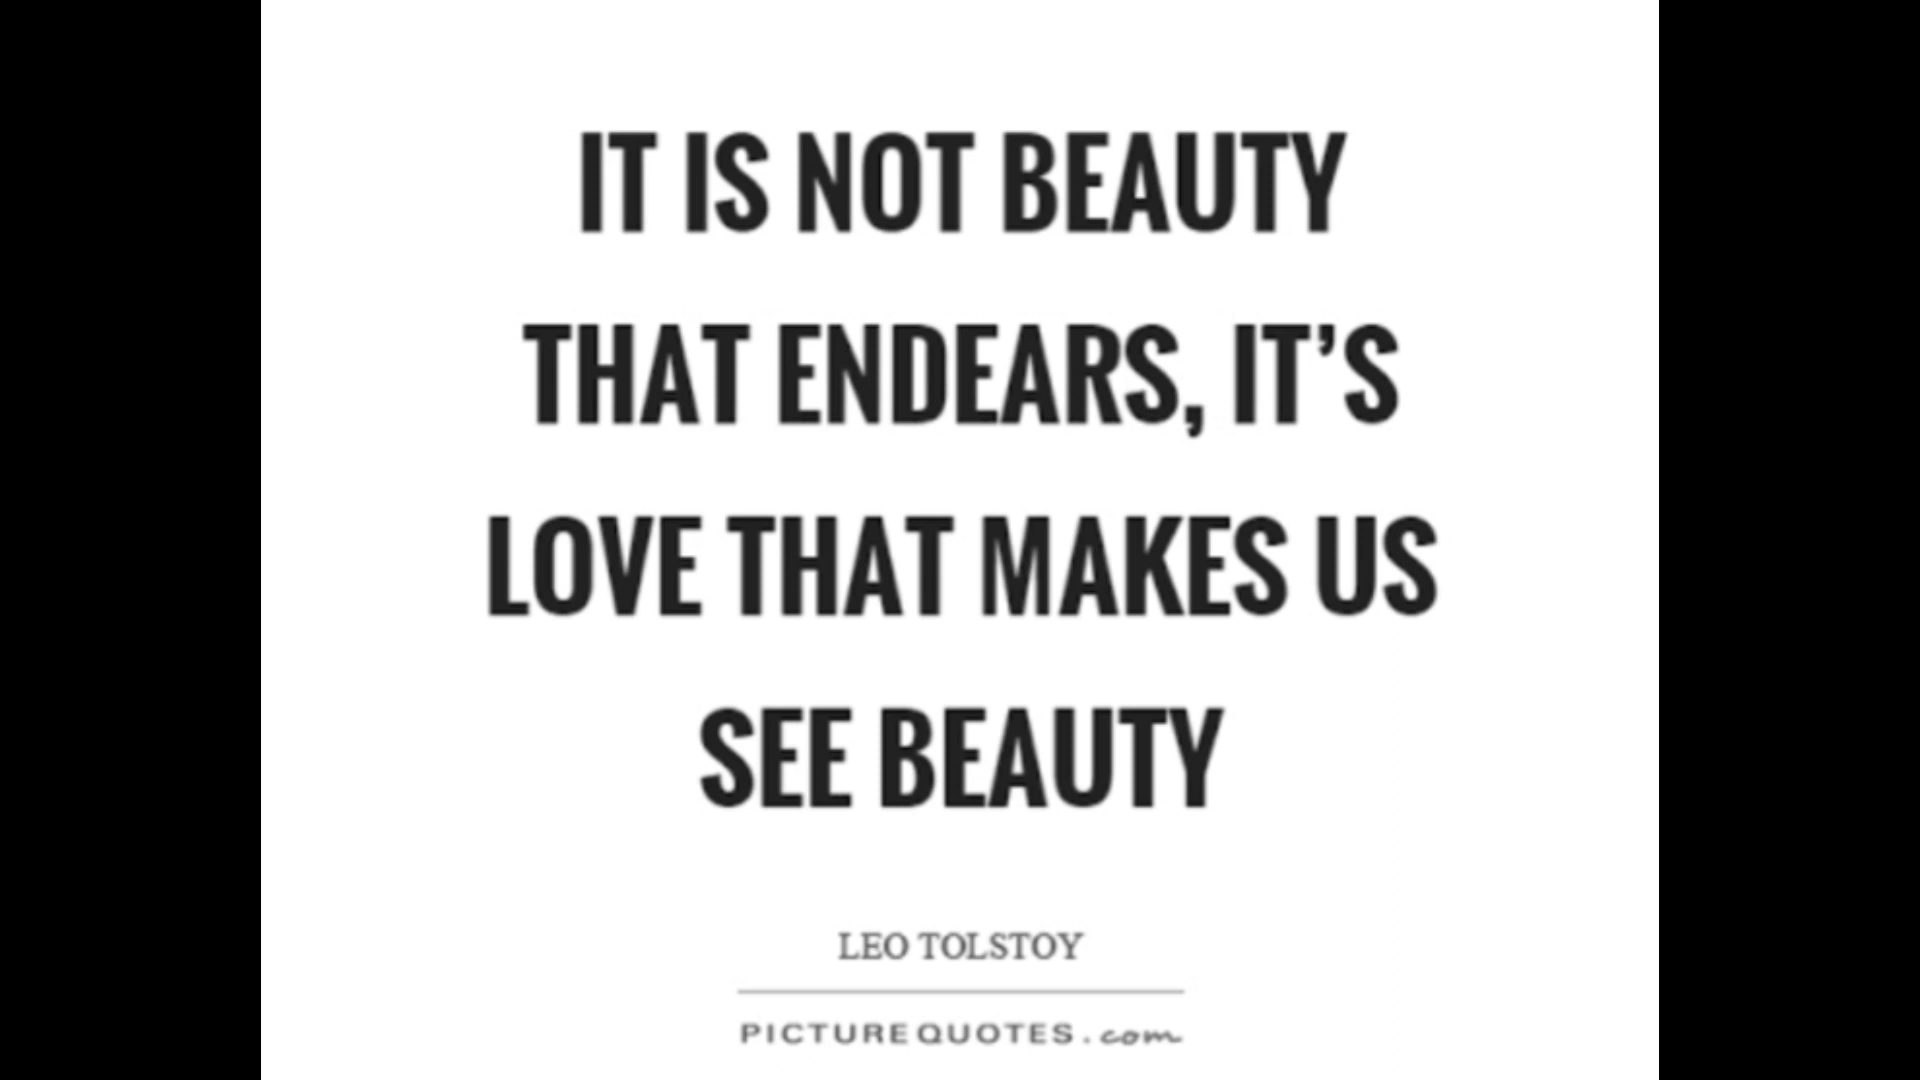 IT IS NOT BEAUTY
THAT ENDEARS, IT’S
LOVE THAT MAKES US
SEE BEAUTY
LEO TOLSTOY
PICTUREQUOTES.com